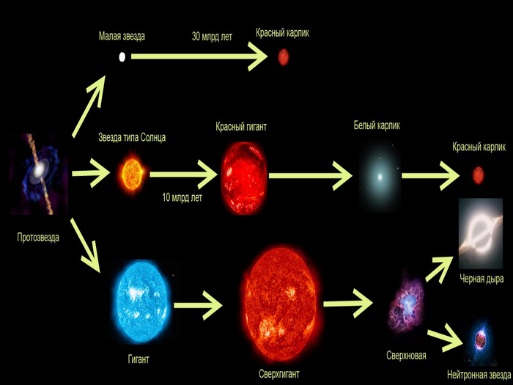 Малая звезда
30 млрд лет
Красный карлик
Звезда типа Солнца
Красный гигант
Белый карлик
Красный карлик
10 млрд лет
Протозвезда
Черная дыра
Гигант
Сверхгигант
Сверхновая
Нейтронная звезда